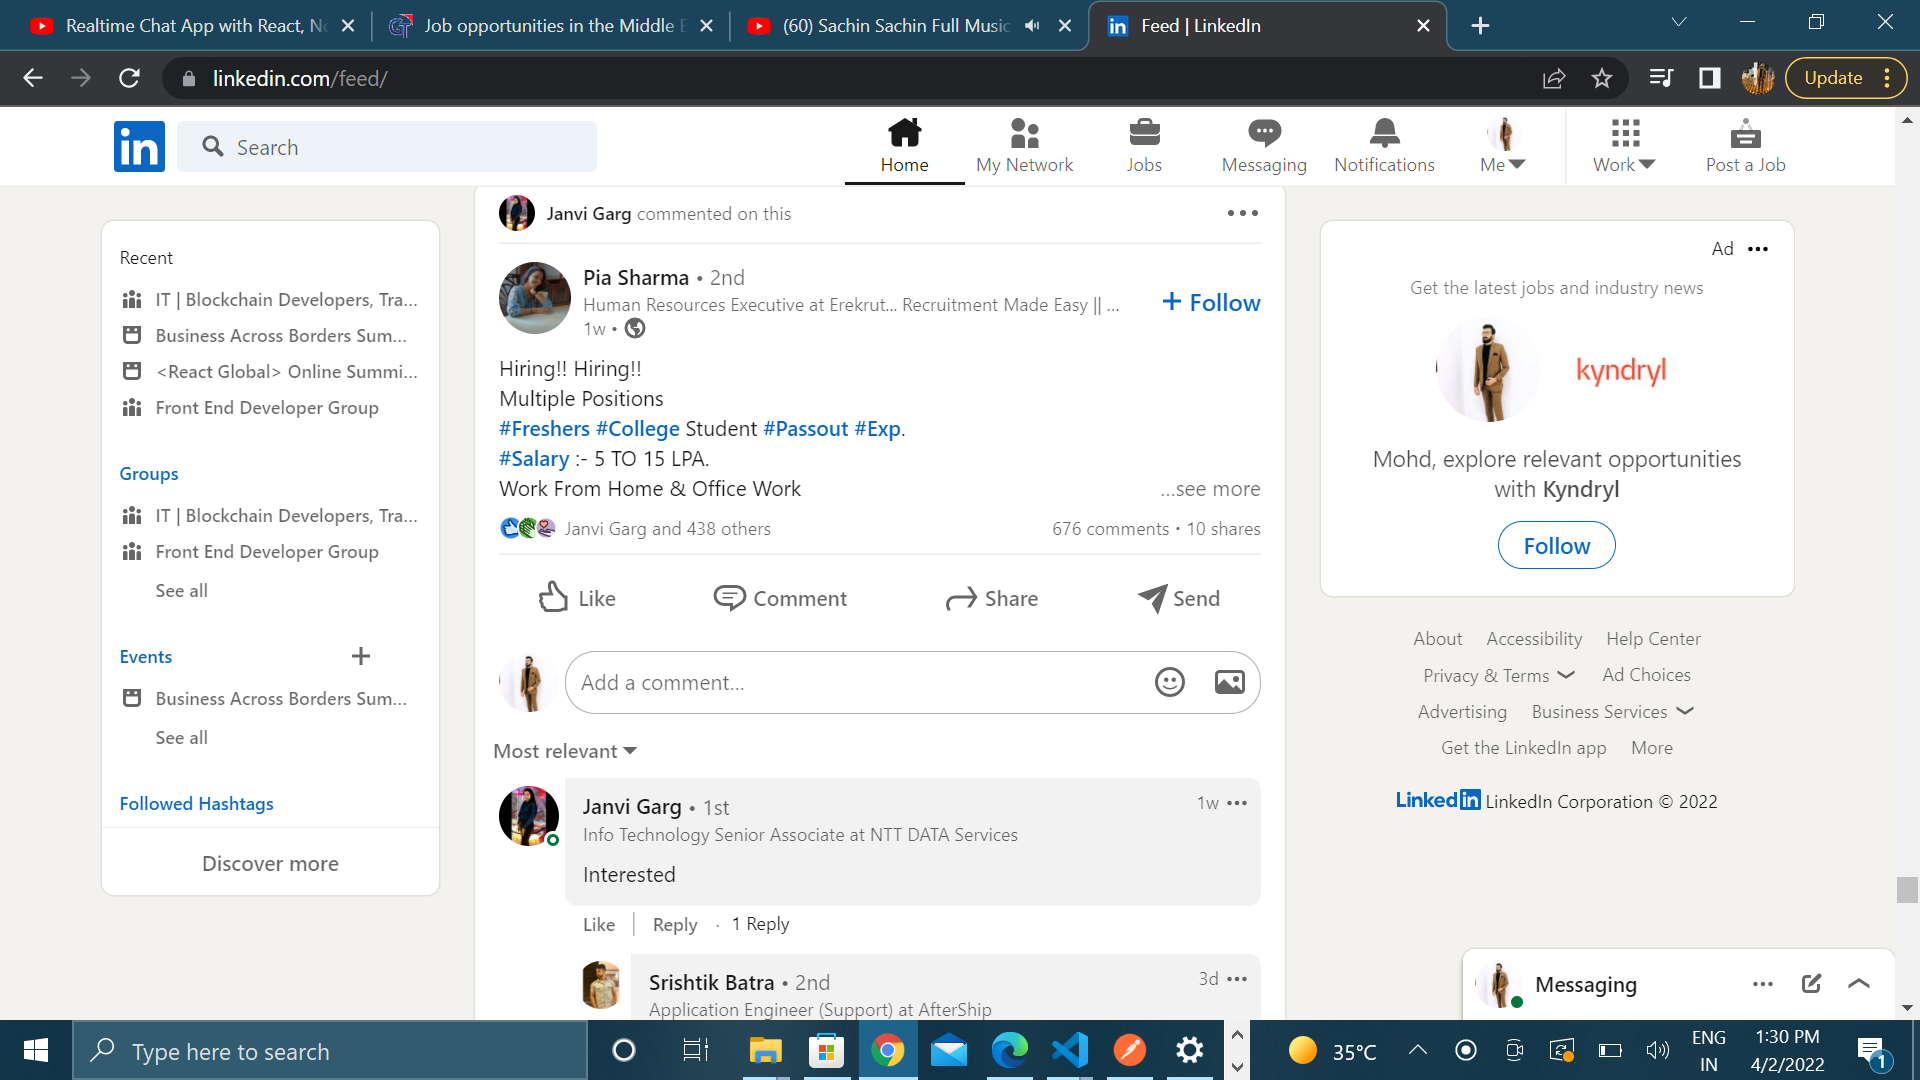 Realtime Chat App with React, No
Job opportunities in the Middle E
(60) Sachin Sachin Full Music
Feed | LinkedIn
linkedin.com/feed/
Update
in
Search
Home
My Network
Jobs
Messaging
Notifications
Me
Work
Post a Job
Recent
IT | Blockchain Developers, Tra...
Business Across Borders Sum...
<React Global> Online Summi...
Front End Developer Group
Groups
IT | Blockchain Developers, Tra...
Front End Developer Group
See all
Events
Business Across Borders Sum...
See all
Followed Hashtags
Discover more
Janvi Garg commented on this
Pia Sharma • 2nd
Human Resources Executive at Erekrut... Recruitment Made Easy || ...
1w •
+ Follow
Hiring!! Hiring!!
Multiple Positions
#Freshers #College Student #Passout #Exp.
#Salary :- 5 TO 15 LPA.
Work From Home & Office Work
...see more
Janvi Garg and 438 others
676 comments • 10 shares
Like
Comment
Share
Send
Add a comment...
Most relevant
Janvi Garg • 1st
1w
Info Technology Senior Associate at NTT DATA Services
Interested
Like | Reply · 1 Reply
Srishtik Batra • 2nd
3d
Application Engineer (Support) at AfterShip
Ad
Get the latest jobs and industry news
kyndryl
Mohd, explore relevant opportunities
with Kyndryl
Follow
About Accessibility Help Center
Privacy & Terms Ad Choices
Advertising Business Services
Get the LinkedIn app More
LinkedIn LinkedIn Corporation © 2022
Messaging
Type here to search
35°C
ENG
IN
1:30 PM
4/2/2022
1